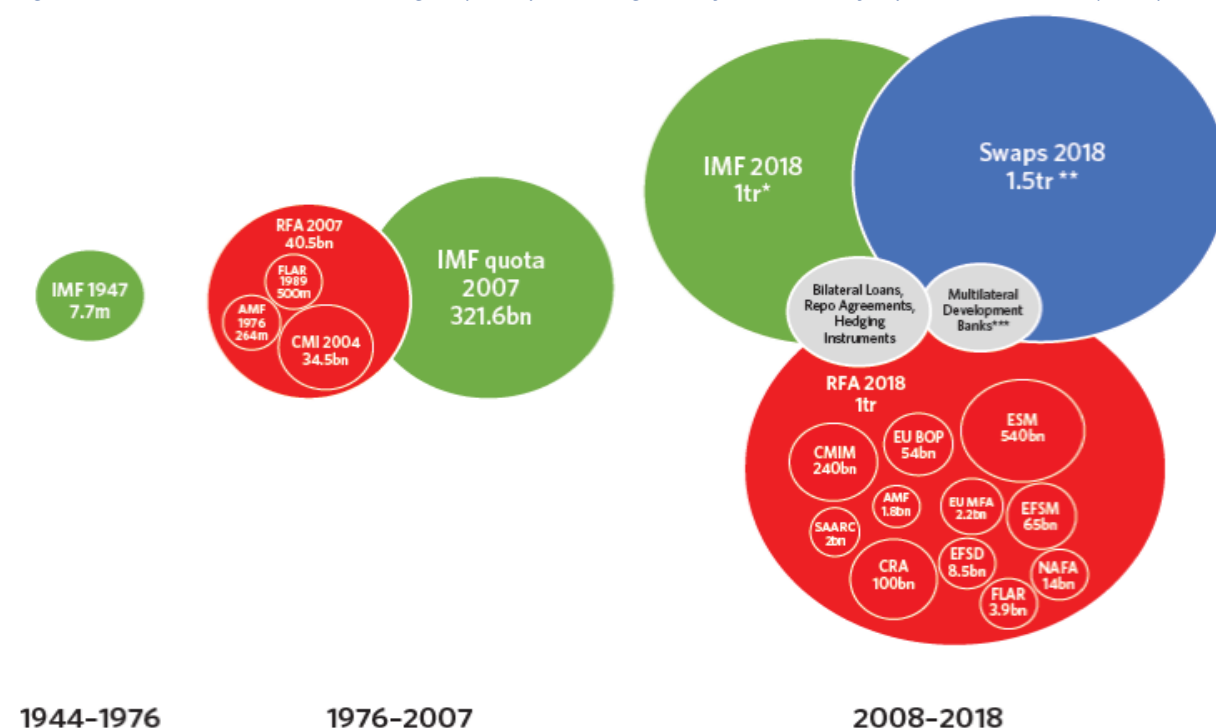 IMF 1947
7.7m
RFA 2007
40.5bn
FLAR
1989
500m
AMF
1976
264m
CMI 2004
34.5bn
IMF quota
2007
321.6bn
IMF 2018
1tr*
Swaps 2018
1.5tr **
Bilateral Loans,
Repo Agreements,
Hedging
Instruments
Multilateral
Development
Banks***
RFA 2018
1tr
ESM
540bn
EU BOP
54bn
CMIM
240bn
AMF
1.8bn
EU MFA
2.2bn
EFSM
65bn
SAARC
2bn
CRA
100bn
EFSD
8.5bn
NAFA
14bn
FLAR
3.9bn
1944–1976
1976–2007
2008–2018